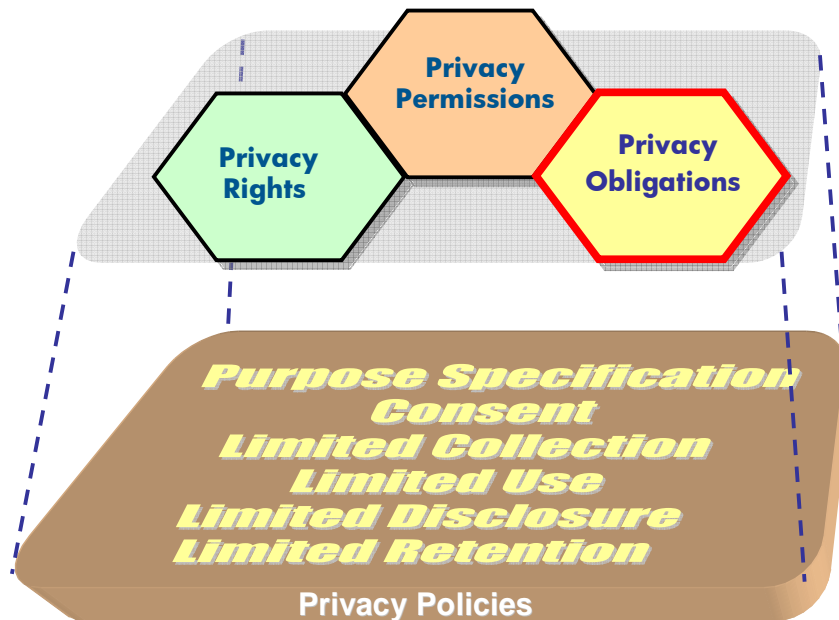 Privacy
Permissions
Privacy
Rights
Privacy
Obligations
Purpose Specification
Consent
Limited Collection
Limited Use
Limited Disclosure
Limited Retention
Privacy Policies